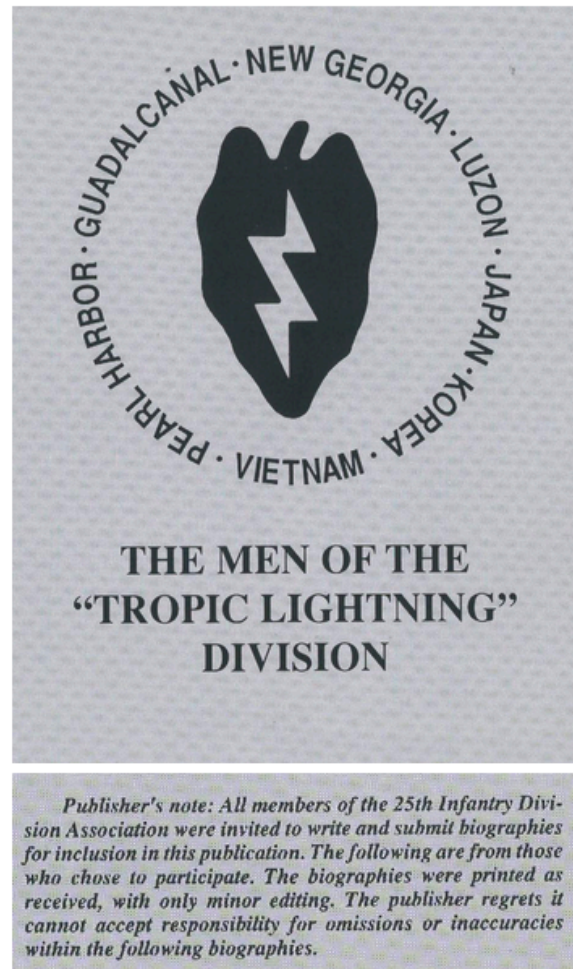 PEARL HARBOR · GUADALCANAL · NEW GEORGIA · LUZON · JAPAN · KOREA · VIETNAM ·
THE MEN OF THE
“TROPIC LIGHTNING”
DIVISION
Publisher's note: All members of the 25th Infantry Divi-
sion Association were invited to write and submit biographies
for inclusion in this publication. The following are from those
who chose to participate. The biographies were printed as
received, with only minor editing. The publisher regrets it
cannot accept responsibility for omissions or inaccuracies
within the following biographies.